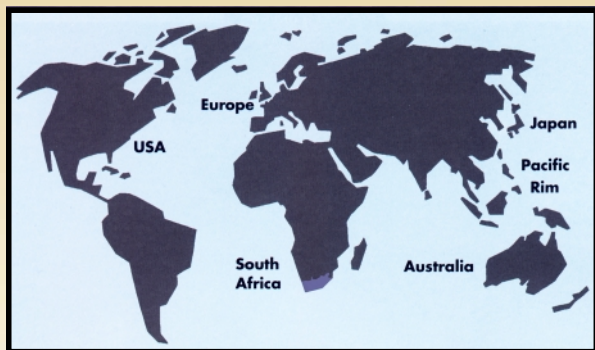 Europe
USA
Japan
Pacific
Rim
South
Africa
Australia